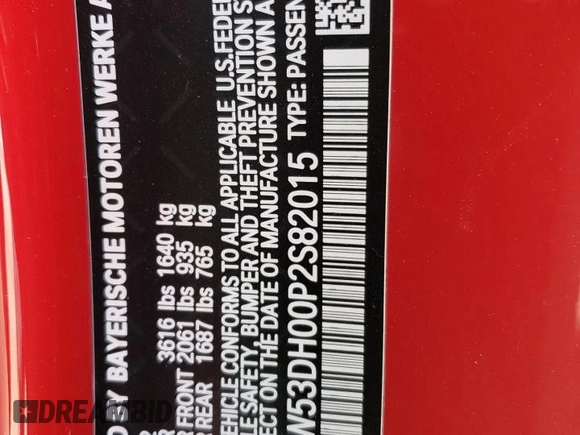 D BY BAYERISCHE MOTOREN WERKE A
3616 lbs 1640 kg
FRONT 2061 lbs 935 kg
REAR 1687 lbs 765 kg
VEHICLE CONFORMS TO ALL APPLICABLE U.S.FEDE
LE SAFETY, BUMPER AND THEFT PREVENTION S
ECT ON THE DATE OF MANUFACTURE SHOWN A
W53DH00P2S82015 TYPE: PASSEN
DREAMBID